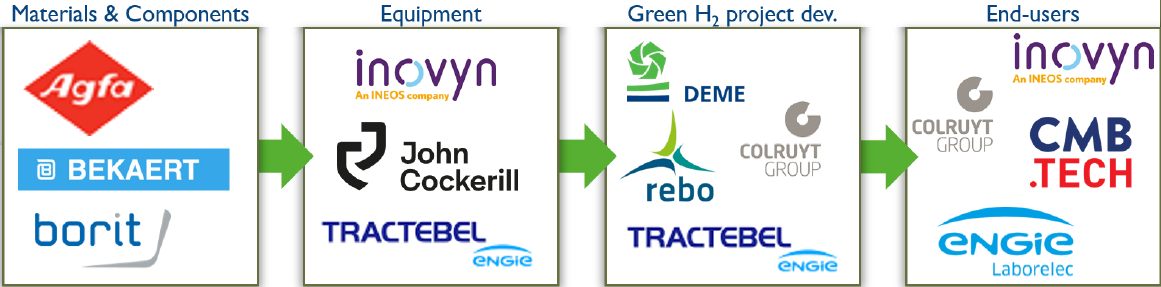 Materials & Components
Agfa
B BEKAERT
borit
Equipment
inovyn
An INEOS company
John
Cockerill
TRACTEBEL
ENGIE
Green H₂ project dev.
DEME
COLRUYT
GROUP
rebo
TRACTEBEL
ENGIE
End-users
inovyn
An INEOS company
COLRUYT
GROUP
CMB
.TECH
ENGIE
Laborelec